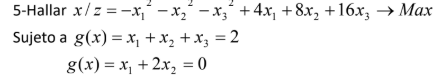 5-Hallar x / z = −x₁² − x₂² − x₃² + 4x₁ + 8x₂ + 16x₃ → Max
Sujeto a g(x) = x₁ + x₂ + x₃ = 2
g(x) = x₁ + 2x₂ = 0